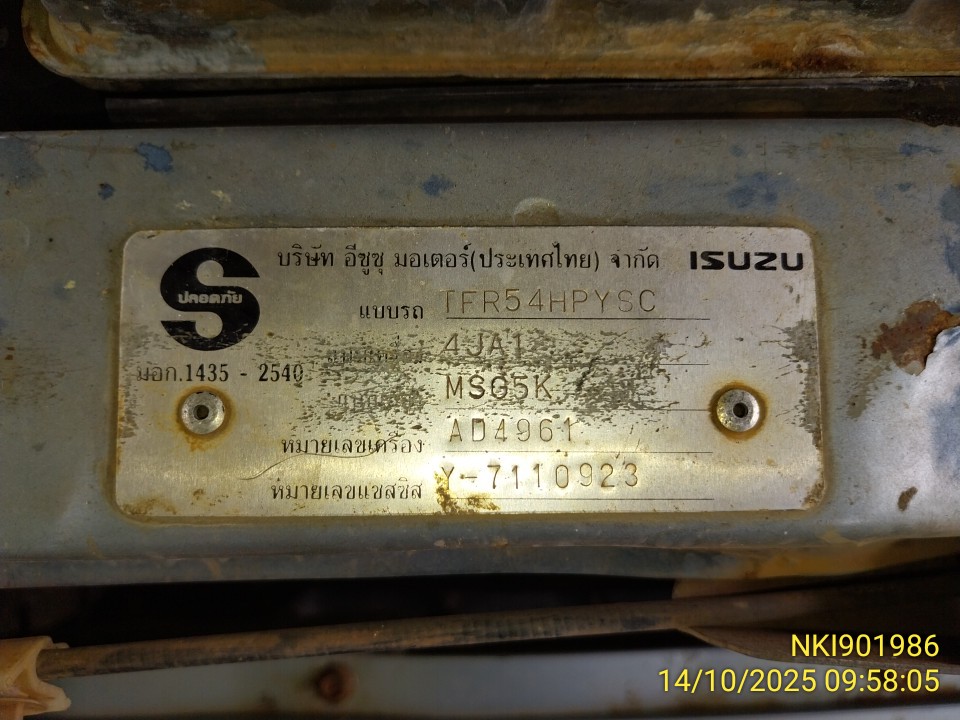 บริษัท อีซูซุ มอเตอร์(ประเทศไทย) จำกัด ISUZU
S
ปลอดภัย
มอก.1435 - 2540
แบบรถ TFR54HPYSC
4JA1
MSG5K
หมายเลขเครื่อง AD4961
หมายเลขแชสซิส Y-7110923
NKI901986
14/10/2025 09:58:05